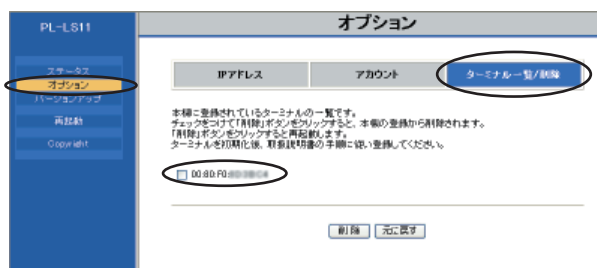 PL-LS11
オプション
ステータス
オプション
バージョンアップ
再起動
Copyright
IPアドレス
アカウント
ターミナル一覧/削除
本機に登録されているターミナルの一覧です。
チェックをつけて「削除」ボタンをクリックすると、本機の登録から削除されます。
「削除」ボタンをクリックすると再起動します。
ターミナルを初期化後、取扱説明書の手順に従い登録してください。
00:80:F0:
削除
元に戻す